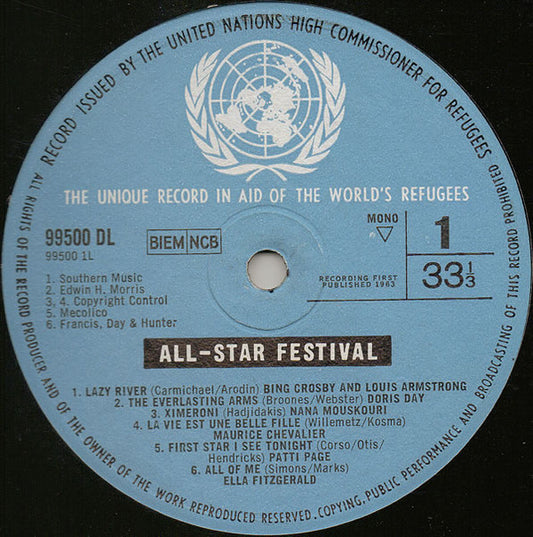 RECORD ISSUED BY THE UNITED NATIONS HIGH COMMISSIONER FOR REFUGEES
THE UNIQUE RECORD IN AID OF THE WORLD'S REFUGEES
99500 DL
99500 1L
BIEM NCB
MONO
1
RECORDING FIRST
PUBLISHED 1963
33 1/3
1. Southern Music
2. Edwin H. Morris
3. 4. Copyright Control
5. Mecolico
6. Francis, Day & Hunter
ALL-STAR FESTIVAL
1. LAZY RIVER (Carmichael/Arodin) BING CROSBY AND LOUIS ARMSTRONG
2. THE EVERLASTING ARMS (Broones/Webster) DORIS DAY
3. XIMERONI (Hadjidakis) NANA MOUSKOURI
4. LA VIE EST UNE BELLE FILLE (Willemetz/Kosma)
MAURICE CHEVALIER
5. FIRST STAR I SEE TONIGHT (Corso/Otis/
Hendricks) PATTI PAGE
6. ALL OF ME (Simons/Marks)
ELLA FITZGERALD
ALL RIGHTS OF THE RECORD PRODUCER AND OF THE OWNER OF THE WORK REPRODUCED RESERVED. COPYING, PUBLIC PERFORMANCE AND BROADCASTING OF THIS RECORD PROHIBITED